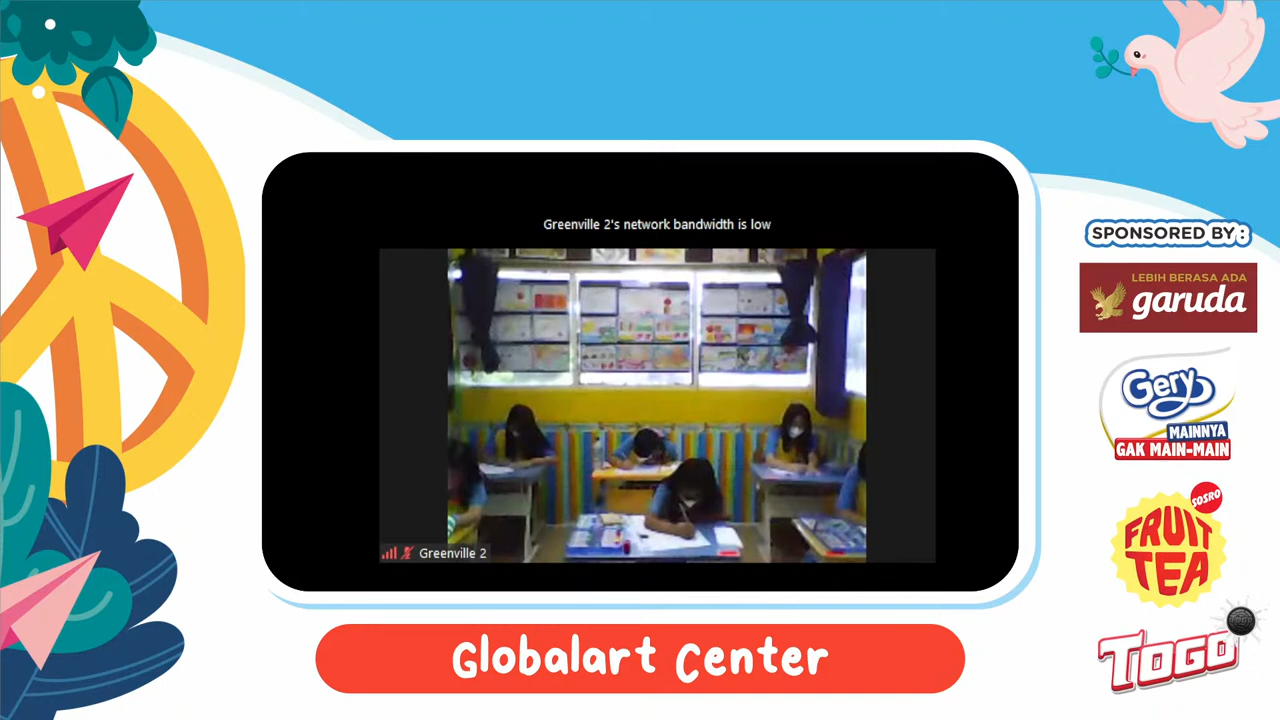 Greenville 2's network bandwidth is low
Greenville 2
Globalart Center
SPONSORED BY :
LEBIH BERASA ADA
garuda
Gery
MAINNYA
GAK MAIN-MAIN
SOSRO
FRUIT
TEA
TOGO